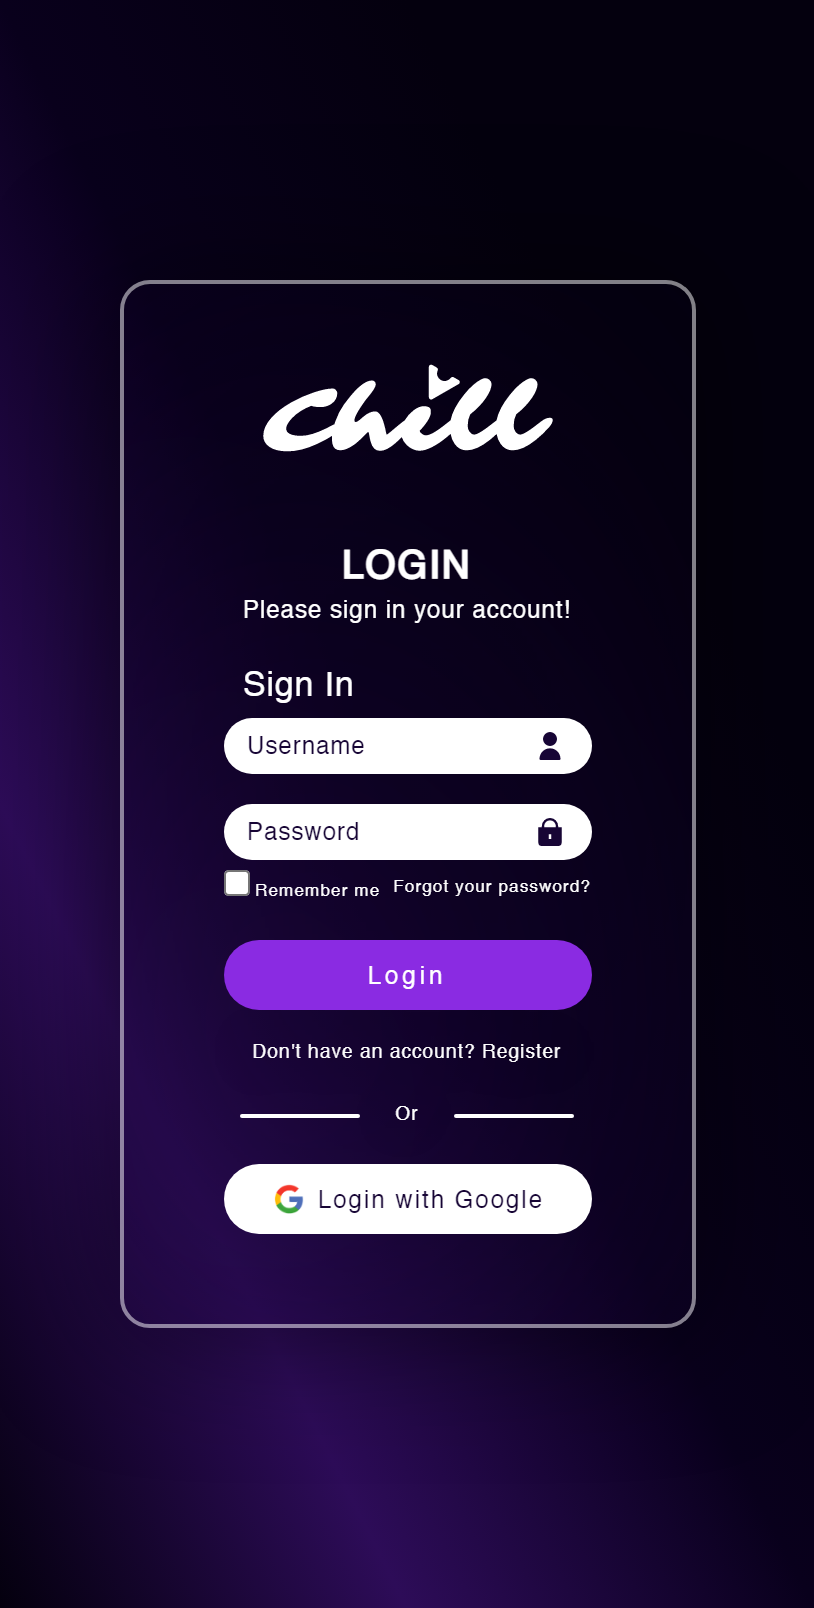 Chill
LOGIN
Please sign in your account!
Sign In
Username
Password
Remember me Forgot your password?
Login
Don't have an account? Register
Or
Login with Google